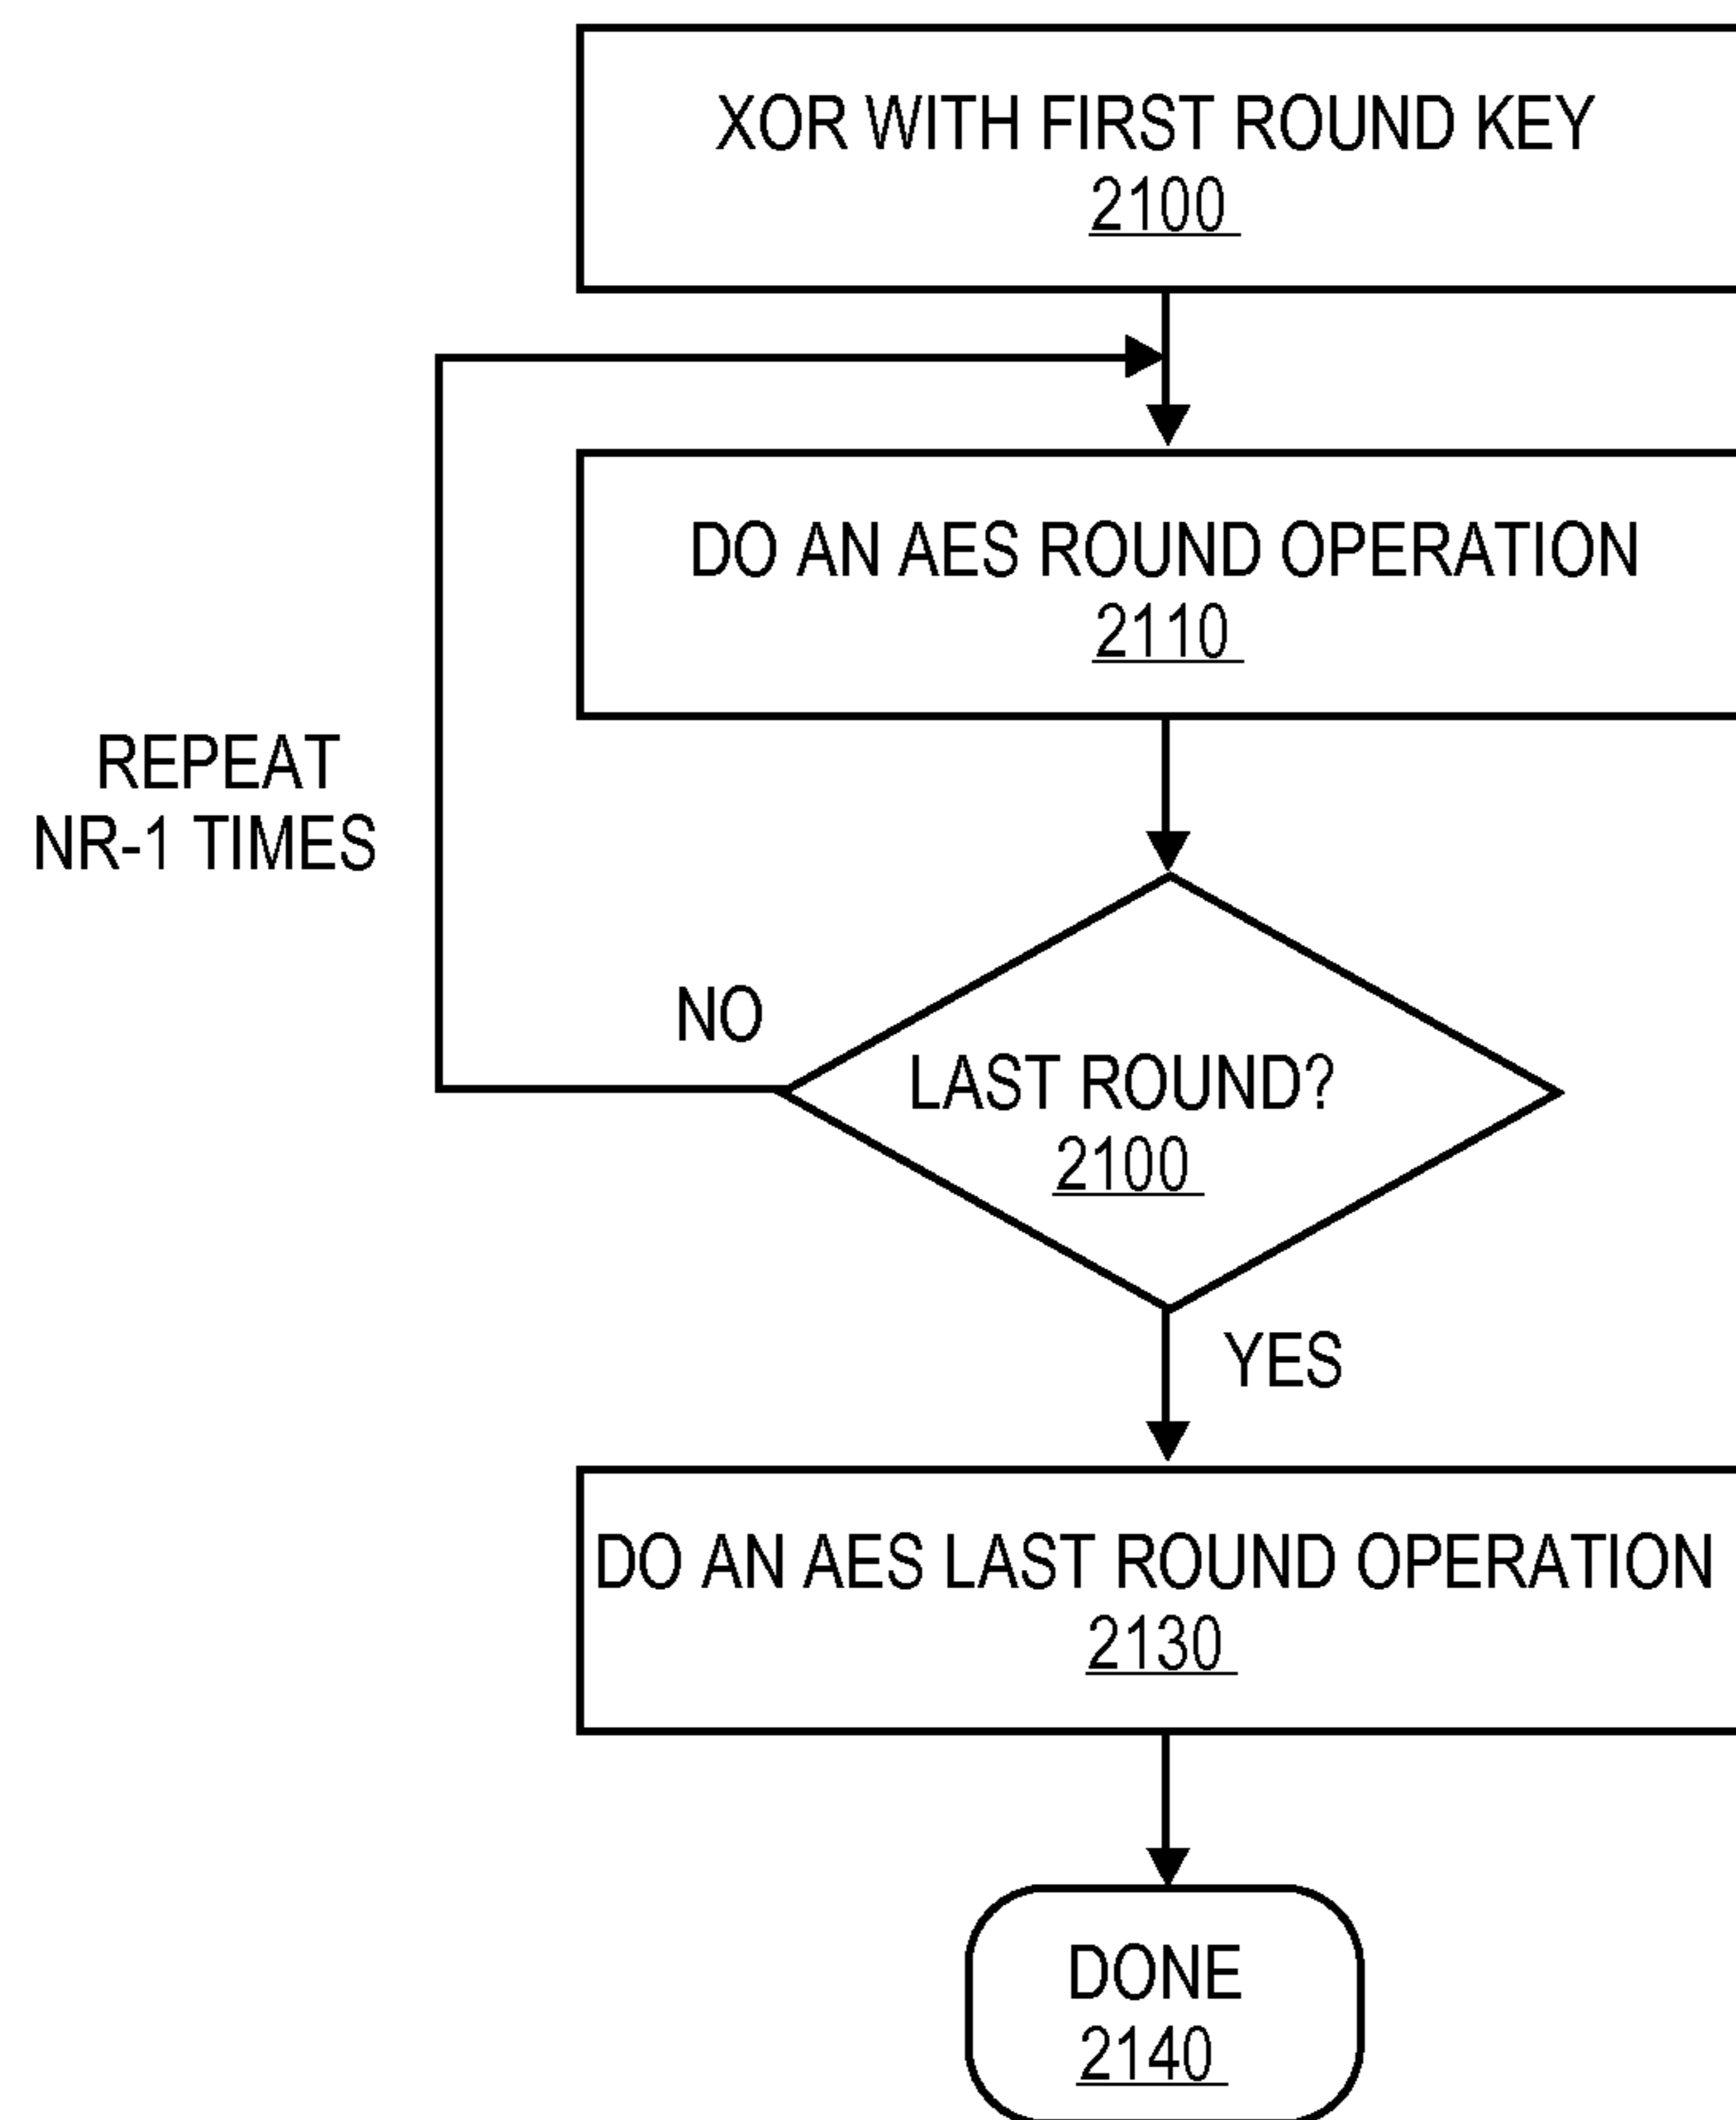 XOR WITH FIRST ROUND KEY
2100
DO AN AES ROUND OPERATION
2110
REPEAT
NR-1 TIMES
NO
LAST ROUND?
2100
YES
DO AN AES LAST ROUND OPERATION
2130
DONE
2140